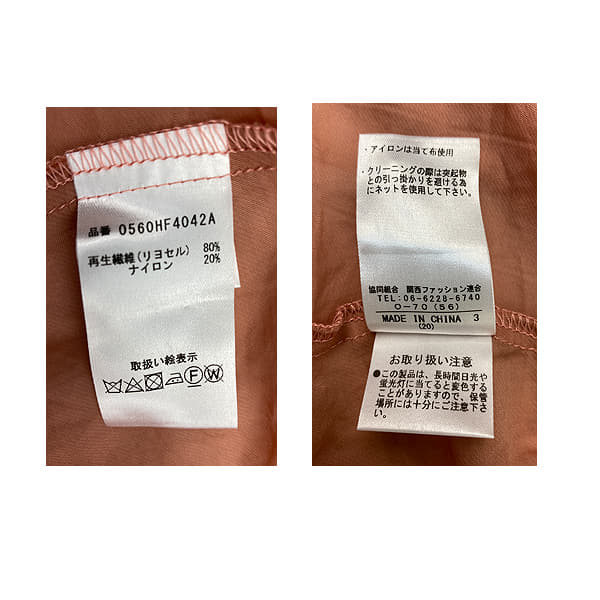 品番 0560HF4042A
再生繊維(リヨセル) 80%
ナイロン 20%
取扱い絵表示
F W
・アイロンは当て布使用
・クリーニングの際は突起物
との引っ掛かりを避ける為
にネットを使用して下さい。
協同組合 関西ファッション連合
TEL:06-6228-6740
O-70(56)
MADE IN CHINA 3
(20)
お取り扱い注意
●この製品は、長時間日光や
蛍光灯に当てると変色する
ことがありますので、保管
場所には十分にご注意下さ
い。